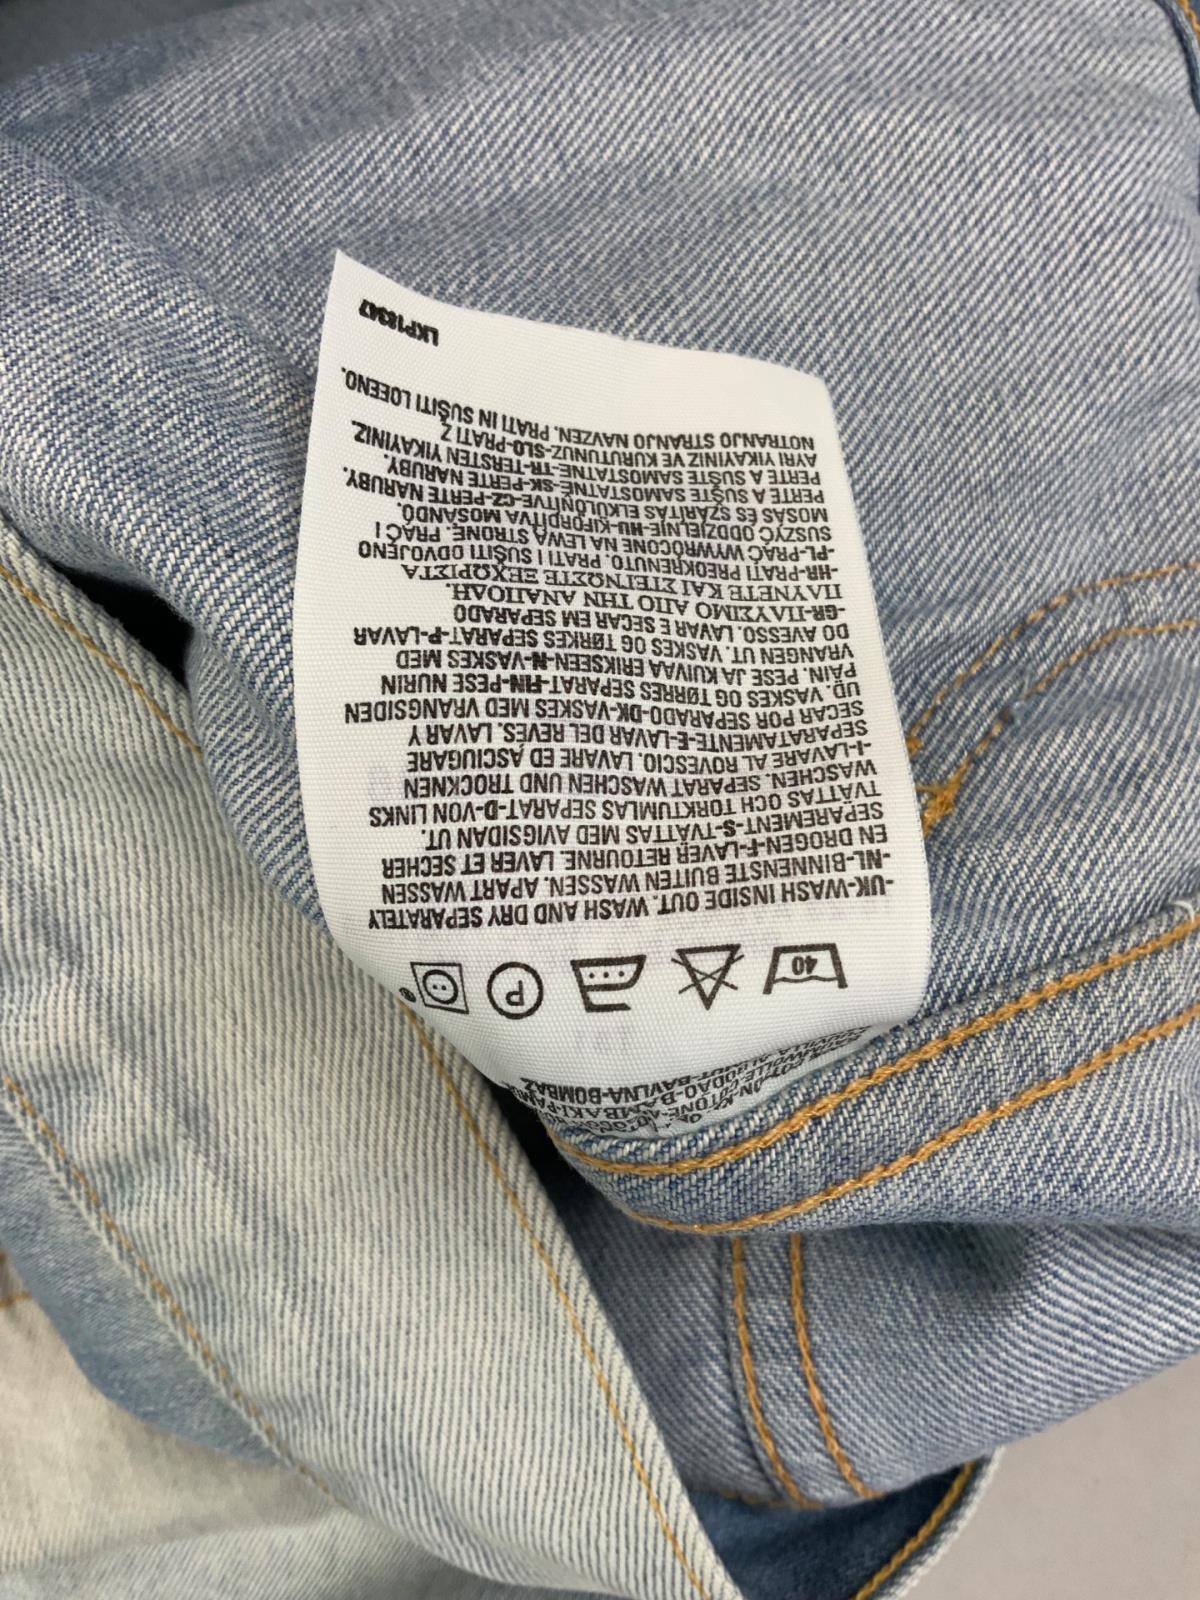 BAVLNA-BOMBAŽ
40 P ®
-UK-WASH INSIDE OUT. WASH AND DRY SEPARATELY
-NL-BINNENSTE BUITEN WASSEN. APART WASSEN
EN DROGEN-F-LAVER RETOURNE. LAVER ET SECHER
SEPAREMENT-S-TVÄTTAS MED AVIGSIDAN UT.
TVÄTTAS OCH TORKTUMLAS SEPARAT-D-VON LINKS
WASCHEN. SEPARAT WASCHEN UND TROCKNEN
-I-LAVARE AL ROVESCIO. LAVARE ED ASCIUGARE
SEPARATAMENTE-E-LAVAR DEL REVES. LAVAR Y
SECAR POR SEPARADO-DK-VASKES MED VRANGSIDEN
UD. VASKES OG TØRRES SEPARAT-FIN-PESE NURIN
PÄIN. PESE JA KUIVAA ERIKSEEN-N-VASKES MED
VRANGEN UT. VASKES OG TØRKES SEPARAT-P-LAVAR
DO AVESSO. LAVAR E SECAR EM SEPARADO
-GR-ΠΛΥΣΙΜΟ ΑΠΟ ΤΗΝ ΑΝΑΠΟΔΗ.
ΠΛΥΝΕΤΕ ΚΑΙ ΣΤΕΓΝΩΣΤΕ ΞΕΧΩΡΙΣΤΑ
-HR-PRATI PREOKRENUTO. PRATI I SUŠITI ODVOJENO
-PL-PRAĆ WYWRÓCONE NA LEWĄ STRONĘ. PRAĆ I
SUSZYĆ ODDZIELNIE-HU-KIFORDÍTVA MOSANDÓ.
MOSÁS ÉS SZÁRÍTÁS ELKÜLÖNÍTVE-CZ-PERTE NARUBY.
PERTE A SUŠTE SAMOSTATNĚ-SK-PERTE NARUBY.
PERTE A SUŠTE SAMOSTATNE-TR-TERSTEN YIKAYINIZ.
AYRI YIKAYINIZ VE KURUTUNUZ-SLO-PRATI Z
NOTRANJO STRANJO NAVZEN. PRATI IN SUŠITI LOEENO.
LKP18347